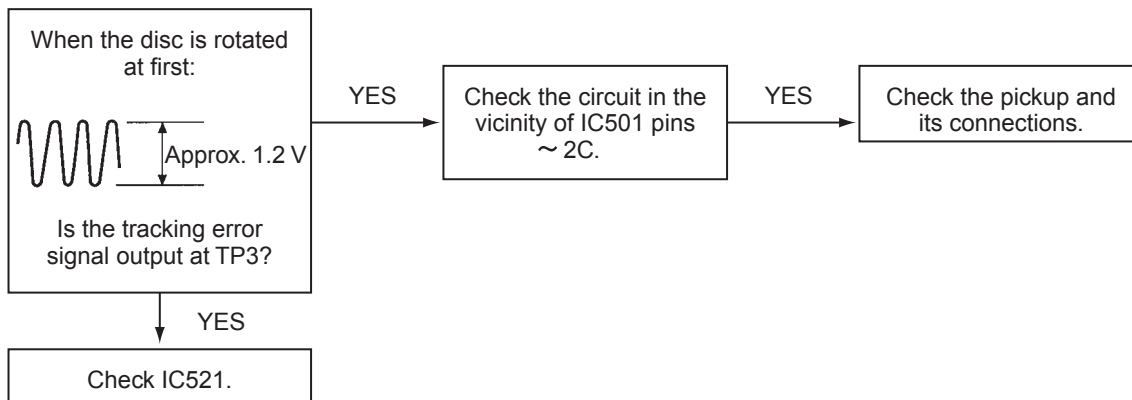 When the disc is rotated
at first:
Approx. 1.2 V
Is the tracking error
signal output at TP3?
YES
Check the circuit in the
vicinity of IC501 pins
~ 2C.
YES
Check the pickup and
its connections.
YES
Check IC521.